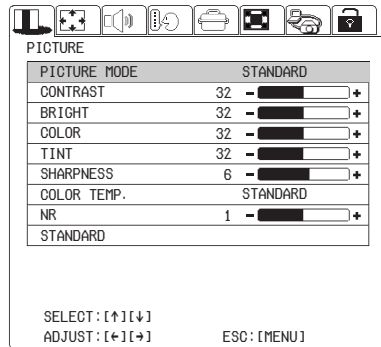 PICTURE
PICTURE MODE STANDARD
CONTRAST 32 - +
BRIGHT 32 - +
COLOR 32 - +
TINT 32 - +
SHARPNESS 6 - +
COLOR TEMP. STANDARD
NR 1 - +
STANDARD
SELECT:[↑][↓]
ADJUST:[←][→] ESC:[MENU]